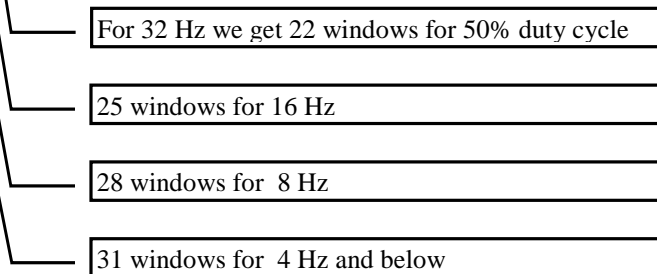 For 32 Hz we get 22 windows for 50% duty cycle
25 windows for 16 Hz
28 windows for  8 Hz
31 windows for  4 Hz and below